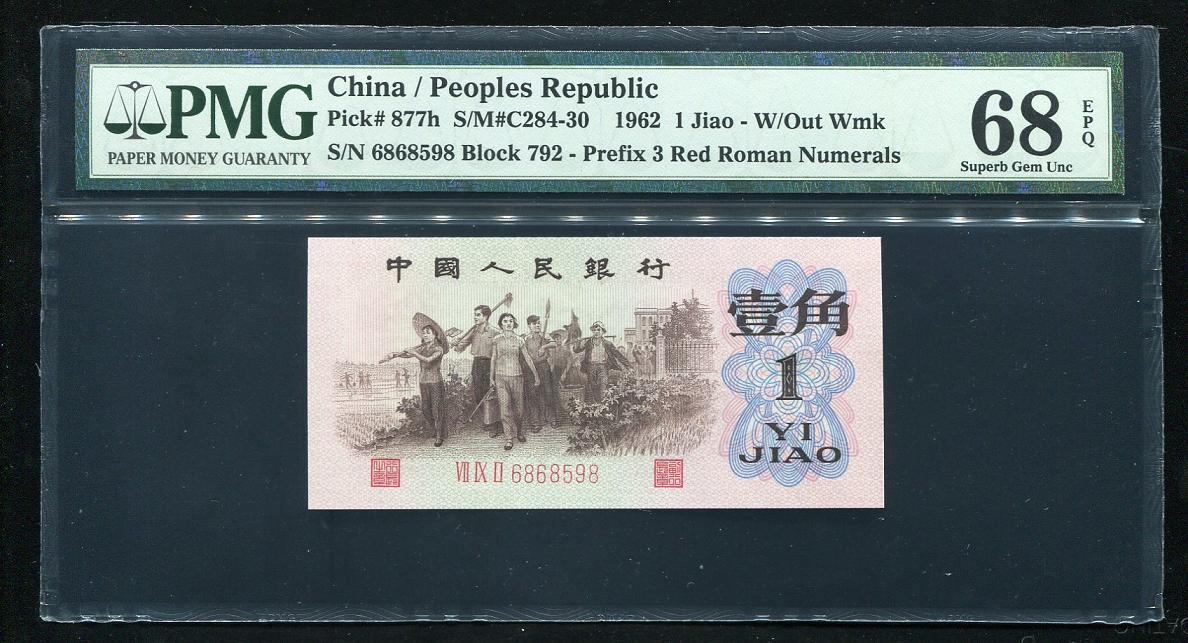 PMG
PAPER MONEY GUARANTY
China / Peoples Republic
Pick# 877h S/M#C284-30 1962 1 Jiao - W/Out Wmk
S/N 6868598 Block 792 - Prefix 3 Red Roman Numerals
68
EPQ
Superb Gem Unc
中國人民銀行
壹角
1
YI
JIAO
Ⅶ Ⅸ Ⅱ 6868598